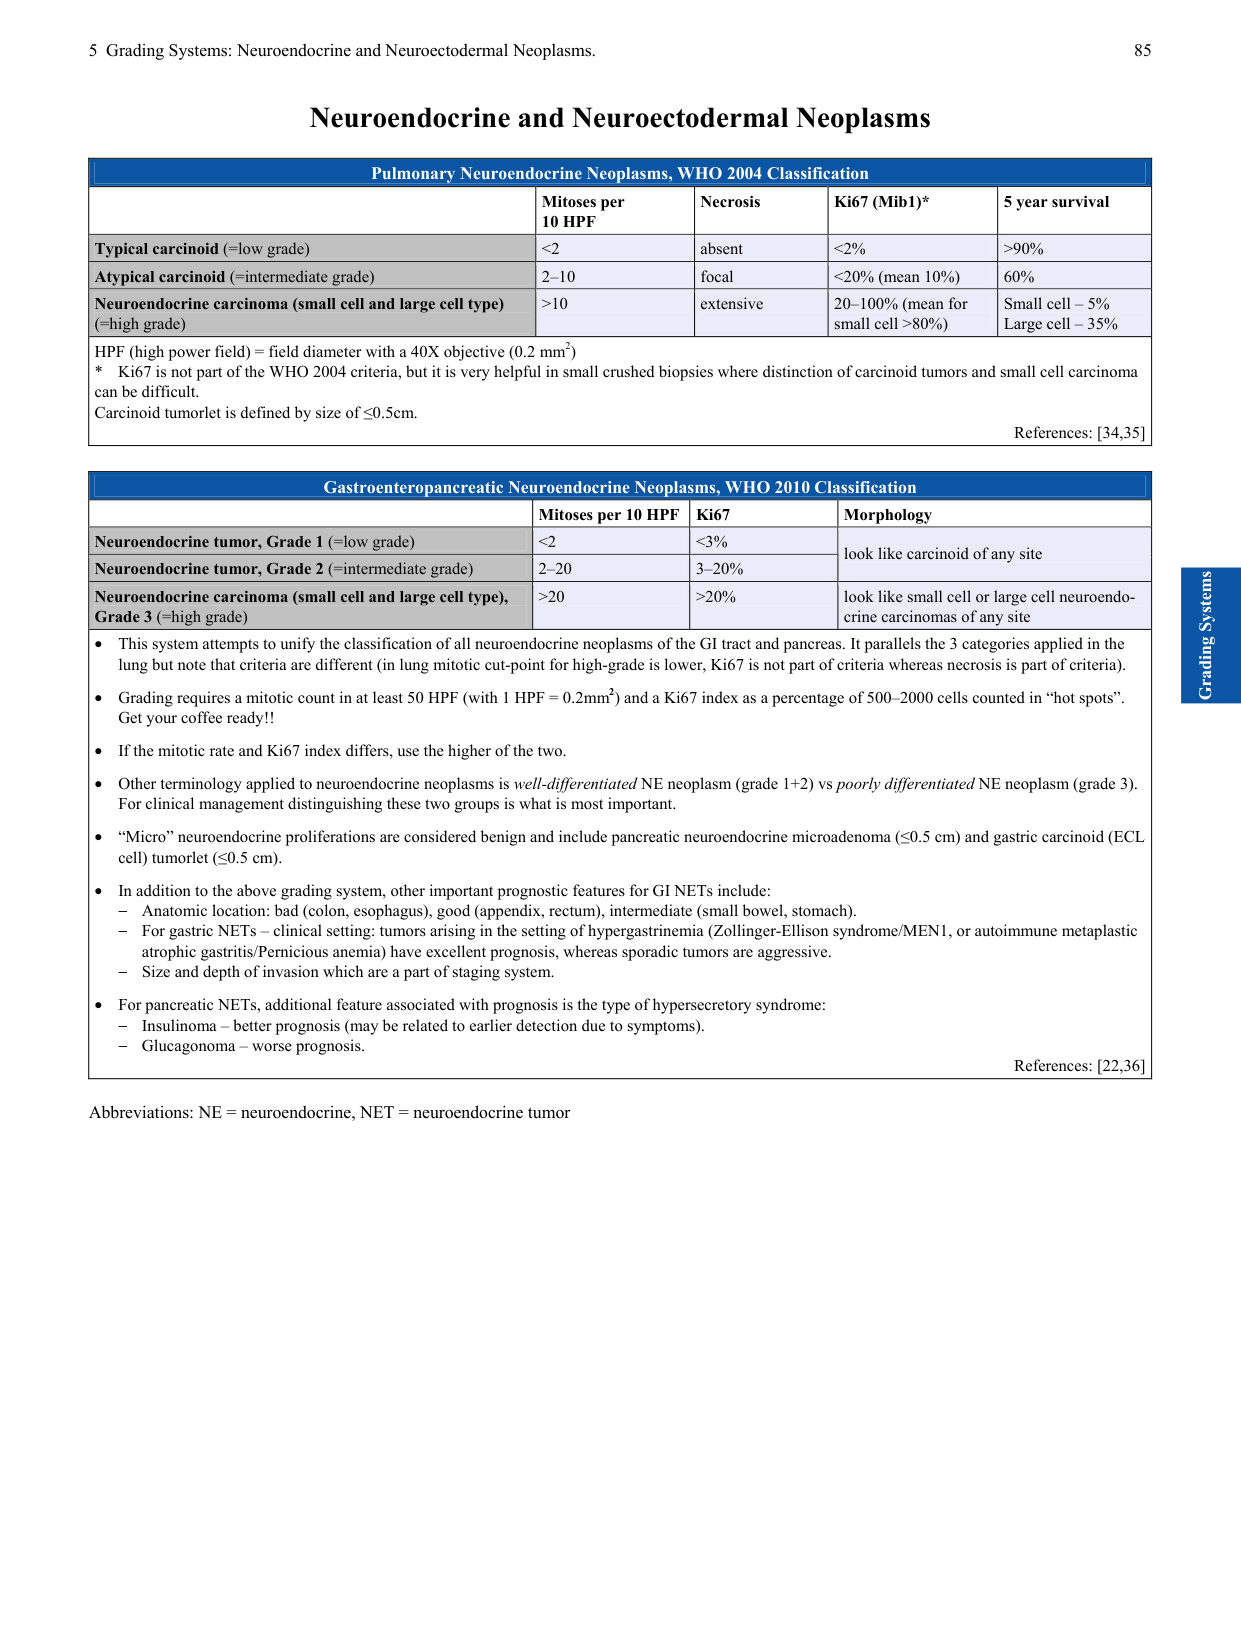 5 Grading Systems: Neuroendocrine and Neuroectodermal Neoplasms.
85
Neuroendocrine and Neuroectodermal Neoplasms
Pulmonary Neuroendocrine Neoplasms, WHO 2004 Classification
Mitoses per
10 HPF
Necrosis
Ki67 (Mib1)*
5 year survival
Typical carcinoid (=low grade)
<2
absent
<2%
>90%
Atypical carcinoid (=intermediate grade)
2–10
focal
<20% (mean 10%)
60%
Neuroendocrine carcinoma (small cell and large cell type)
(=high grade)
>10
extensive
20–100% (mean for
small cell >80%)
Small cell – 5%
Large cell – 35%
HPF (high power field) = field diameter with a 40X objective (0.2 mm²)
* Ki67 is not part of the WHO 2004 criteria, but it is very helpful in small crushed biopsies where distinction of carcinoid tumors and small cell carcinoma
can be difficult.
Carcinoid tumorlet is defined by size of ≤0.5cm.
References: [34,35]
Gastroenteropancreatic Neuroendocrine Neoplasms, WHO 2010 Classification
Mitoses per 10 HPF
Ki67
Morphology
Neuroendocrine tumor, Grade 1 (=low grade)
<2
<3%
look like carcinoid of any site
Neuroendocrine tumor, Grade 2 (=intermediate grade)
2–20
3–20%
Neuroendocrine carcinoma (small cell and large cell type),
Grade 3 (=high grade)
>20
>20%
look like small cell or large cell neuroendo-
crine carcinomas of any site
• This system attempts to unify the classification of all neuroendocrine neoplasms of the GI tract and pancreas. It parallels the 3 categories applied in the
lung but note that criteria are different (in lung mitotic cut-point for high-grade is lower, Ki67 is not part of criteria whereas necrosis is part of criteria).
• Grading requires a mitotic count in at least 50 HPF (with 1 HPF = 0.2mm²) and a Ki67 index as a percentage of 500–2000 cells counted in “hot spots”.
Get your coffee ready!!
• If the mitotic rate and Ki67 index differs, use the higher of the two.
• Other terminology applied to neuroendocrine neoplasms is well-differentiated NE neoplasm (grade 1+2) vs poorly differentiated NE neoplasm (grade 3).
For clinical management distinguishing these two groups is what is most important.
• “Micro” neuroendocrine proliferations are considered benign and include pancreatic neuroendocrine microadenoma (≤0.5 cm) and gastric carcinoid (ECL
cell) tumorlet (≤0.5 cm).
• In addition to the above grading system, other important prognostic features for GI NETs include:
– Anatomic location: bad (colon, esophagus), good (appendix, rectum), intermediate (small bowel, stomach).
– For gastric NETs – clinical setting: tumors arising in the setting of hypergastrinemia (Zollinger-Ellison syndrome/MEN1, or autoimmune metaplastic
atrophic gastritis/Pernicious anemia) have excellent prognosis, whereas sporadic tumors are aggressive.
– Size and depth of invasion which are a part of staging system.
• For pancreatic NETs, additional feature associated with prognosis is the type of hypersecretory syndrome:
– Insulinoma – better prognosis (may be related to earlier detection due to symptoms).
– Glucagonoma – worse prognosis.
References: [22,36]
Abbreviations: NE = neuroendocrine, NET = neuroendocrine tumor
Grading Systems